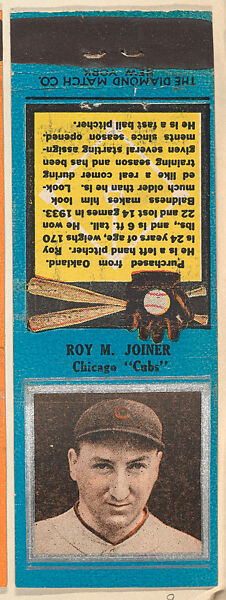 THE DIAMOND MATCH CO.
NEW YORK
Purchased from Oakland.
He is a left hand pitcher. Roy
is 24 years of age, weighs 170
lbs., and is 6 ft. tall. He won
22 and lost 14 games in 1933.
Baldness makes him look
much older than he is. Look-
ed like a real comer during
training season and has been
given several starting assign-
ments since season opened.
He is a fast ball pitcher.
ROY M. JOINER
Chicago "Cubs"
C